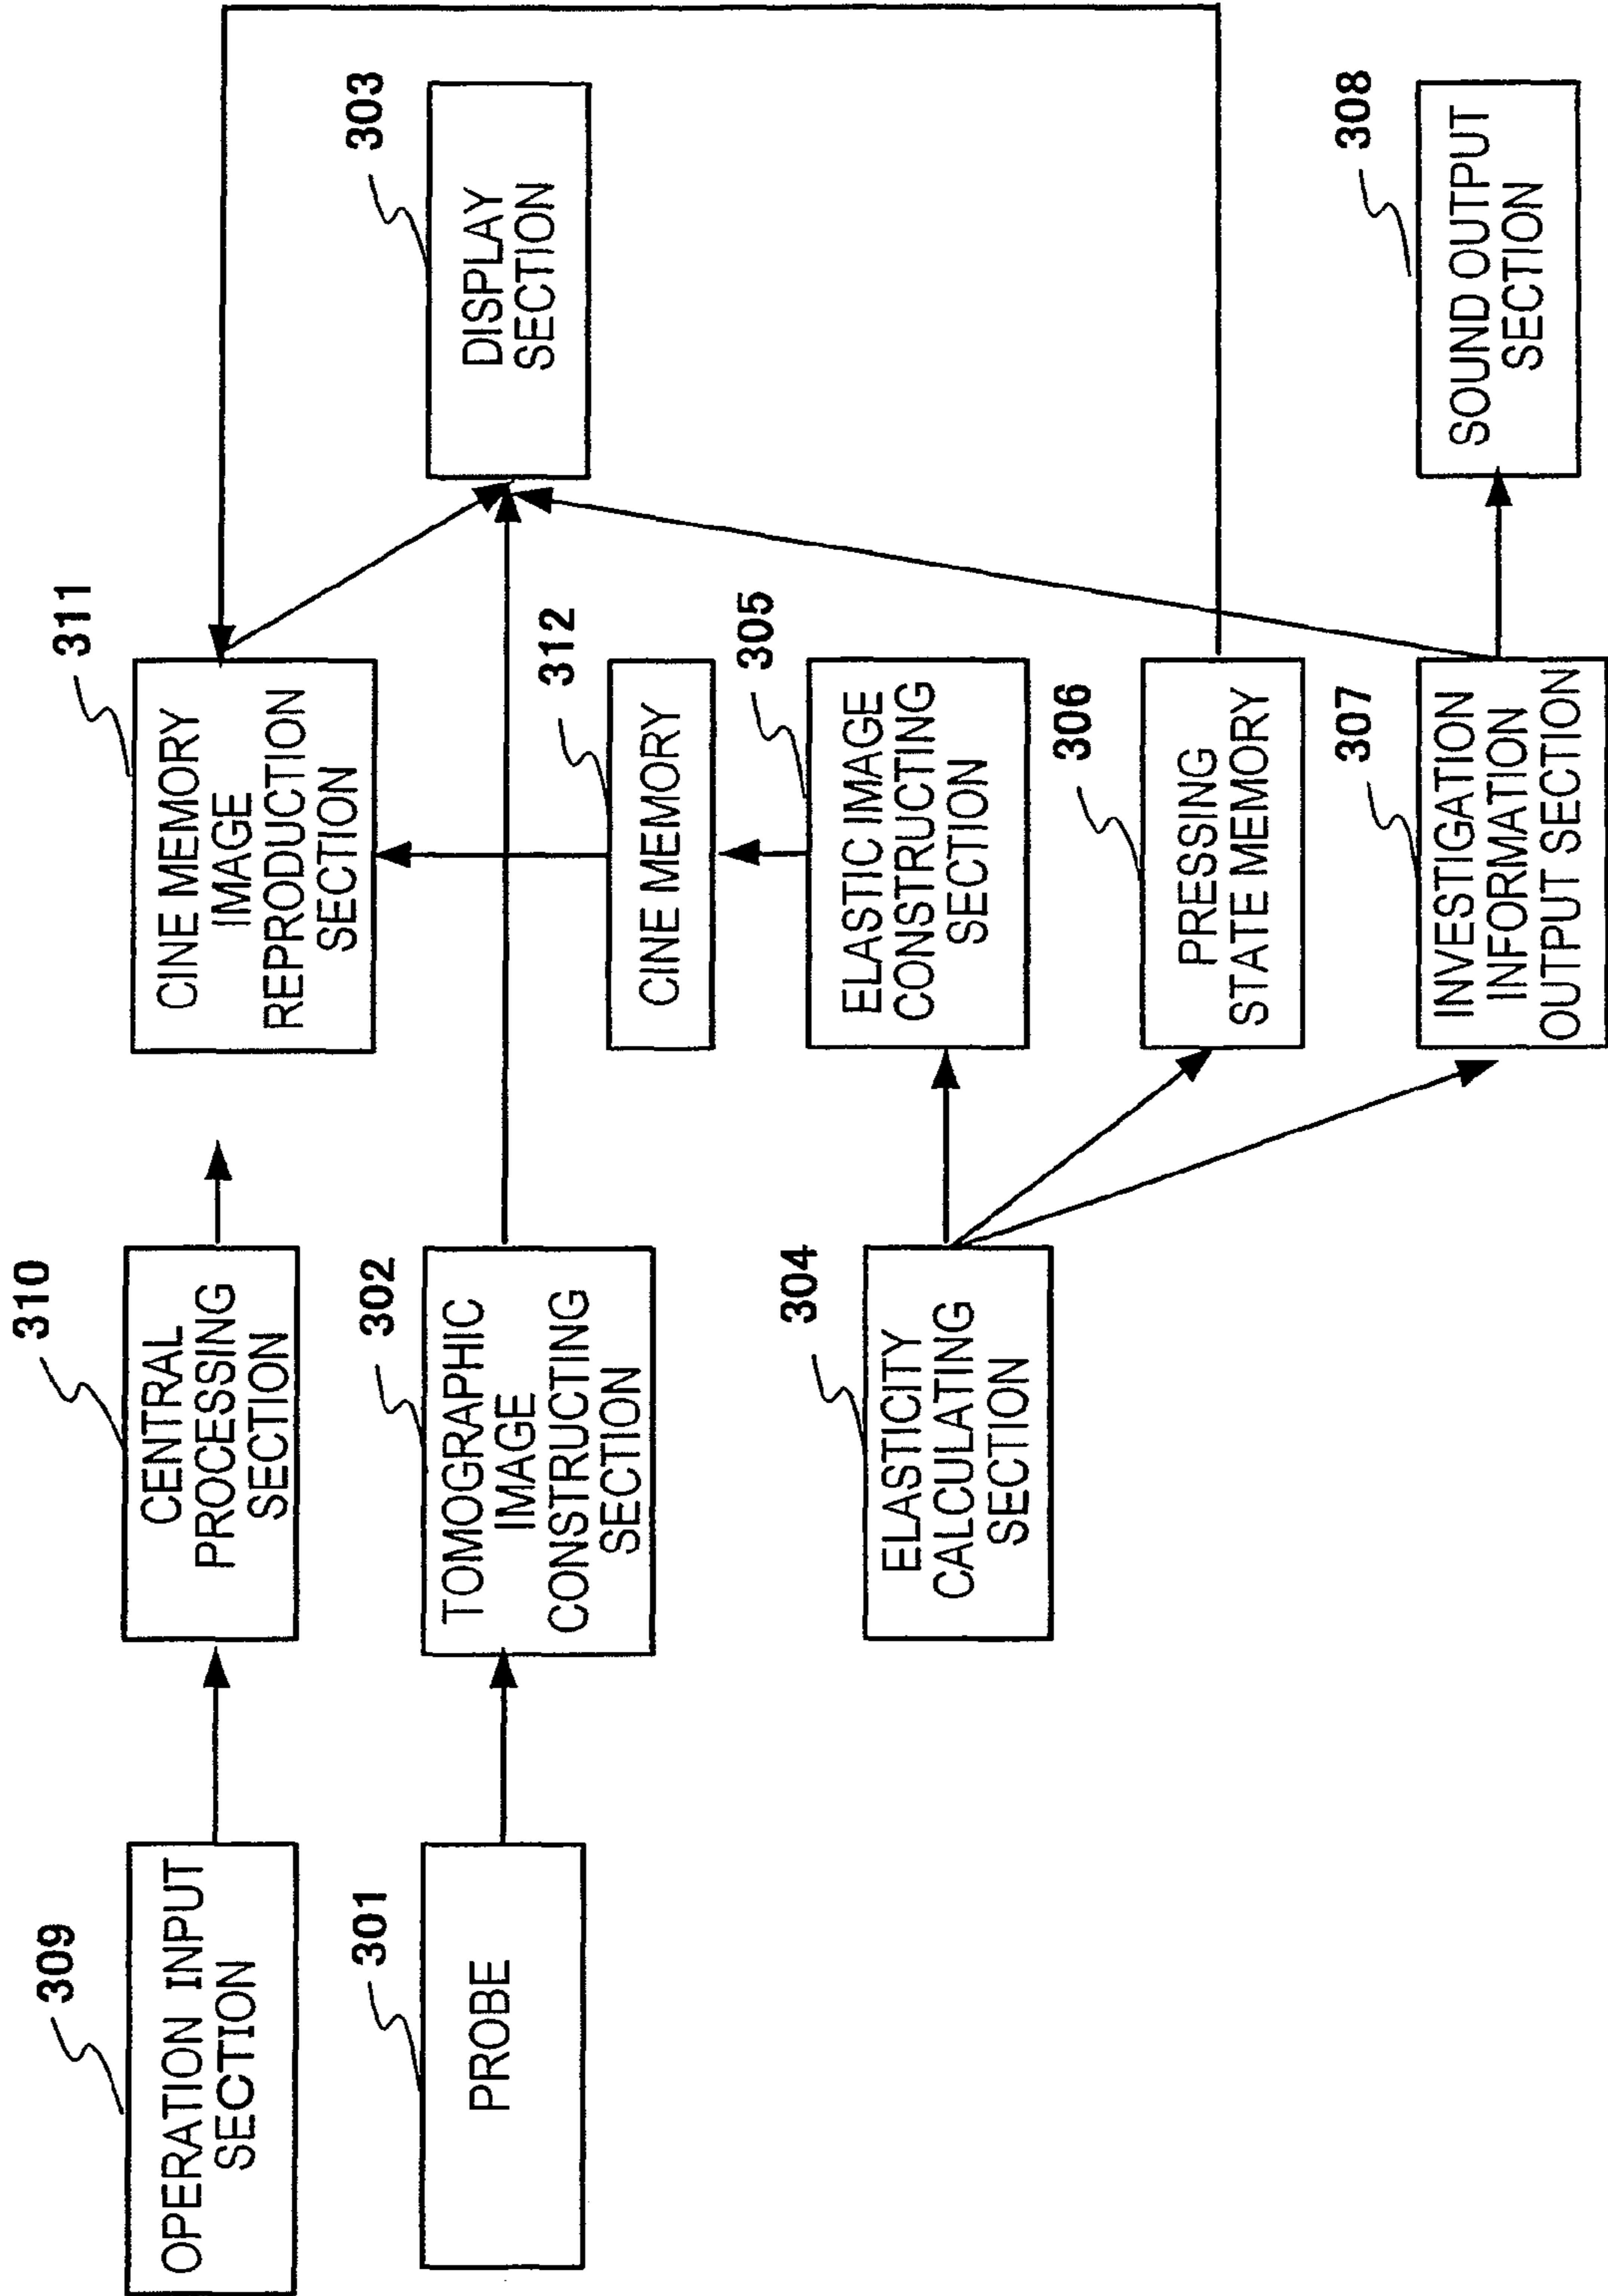 309
OPERATION INPUT
SECTION
310
CENTRAL
PROCESSING
SECTION
311
CINE MEMORY
IMAGE
REPRODUCTION
SECTION
301
PROBE
302
TOMOGRAPHIC
IMAGE
CONSTRUCTING
SECTION
303
DISPLAY
SECTION
312
CINE MEMORY
304
ELASTICITY
CALCULATING
SECTION
305
ELASTIC IMAGE
CONSTRUCTING
SECTION
306
PRESSING
STATE MEMORY
307
INVESTIGATION
INFORMATION
OUTPUT SECTION
308
SOUND OUTPUT
SECTION